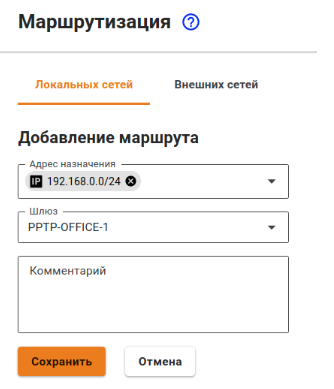 Маршрутизация ?
Локальных сетей
Внешних сетей
Добавление маршрута
Адрес назначения
IP 192.168.0.0/24
Шлюз
PPTP-OFFICE-1
Комментарий
Сохранить
Отмена